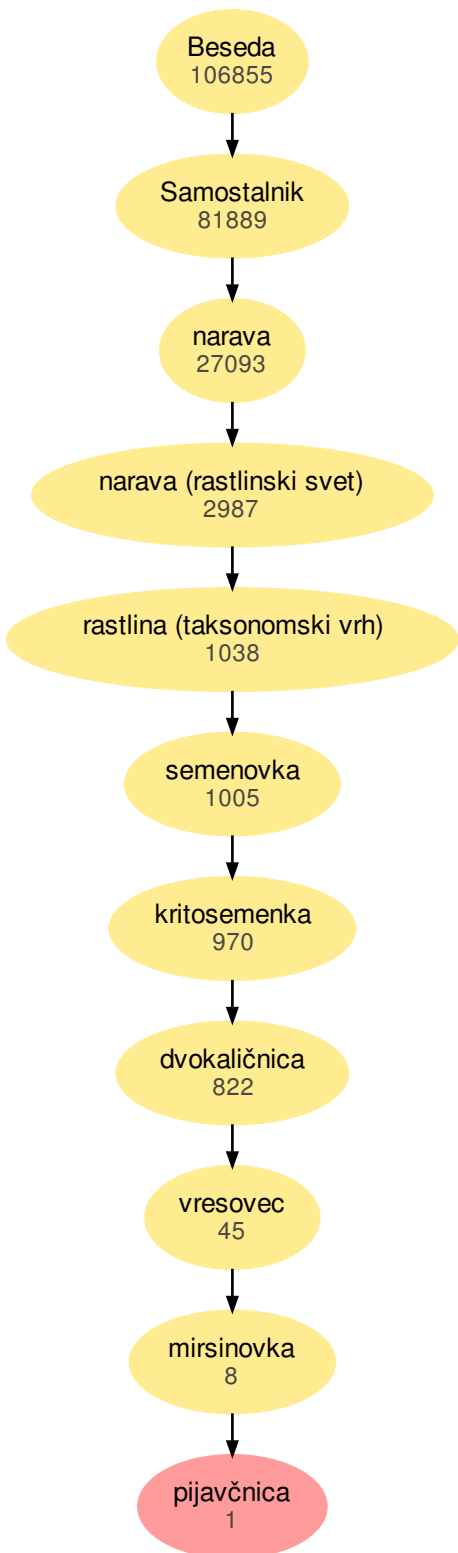 Beseda
106855
Samostalnik
81889
narava
27093
narava (rastlinski svet)
2987
rastlina (taksonomski vrh)
1038
semenovka
1005
kritosemenka
970
dvokaličnica
822
vresovec
45
mirsinovka
8
pijavčnica
1